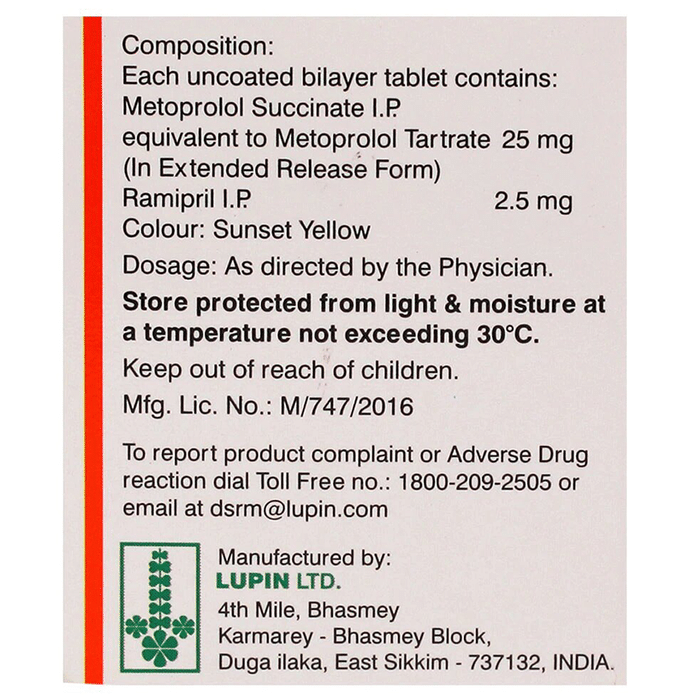 Composition:
Each uncoated bilayer tablet contains:
Metoprolol Succinate I.P.
equivalent to Metoprolol Tartrate 25 mg
(In Extended Release Form)
Ramipril I.P. 2.5 mg
Colour: Sunset Yellow
Dosage: As directed by the Physician.
Store protected from light & moisture at
a temperature not exceeding 30°C.
Keep out of reach of children.
Mfg. Lic. No.: M/747/2016
To report product complaint or Adverse Drug
reaction dial Toll Free no.: 1800-209-2505 or
email at dsrm@lupin.com
Manufactured by:
LUPIN LTD.
4th Mile, Bhasmey
Karmarey - Bhasmey Block,
Duga ilaka, East Sikkim - 737132, INDIA.